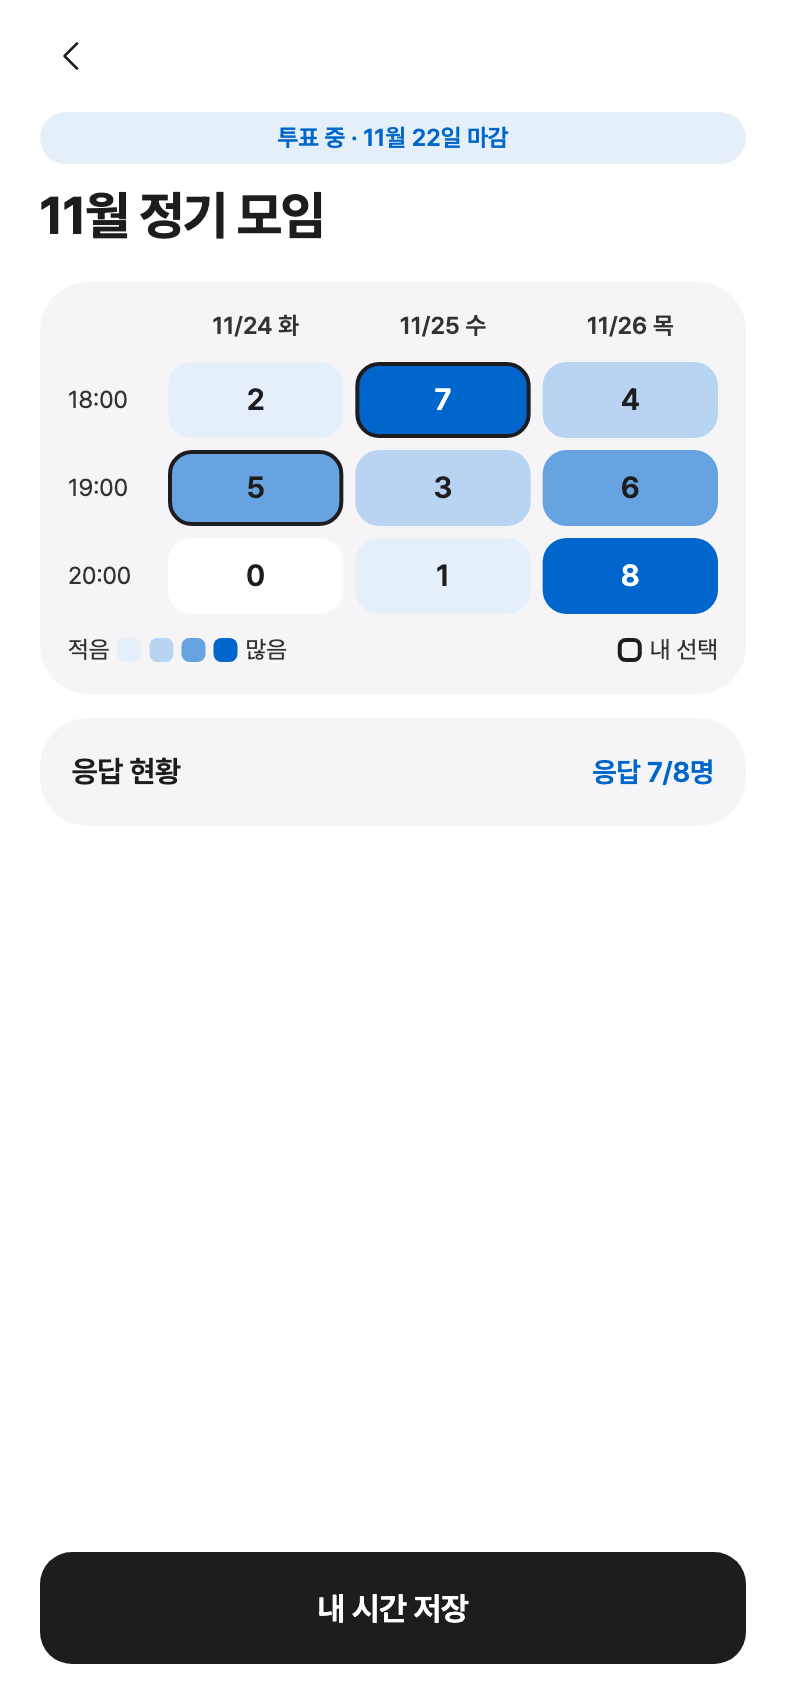 투표 중 · 11월 22일 마감
11월 정기 모임
11/24 화 11/25 수 11/26 목
18:00 2 7 4
19:00 5 3 6
20:00 0 1 8
적음 많음 내 선택
응답 현황 응답 7/8명
내 시간 저장